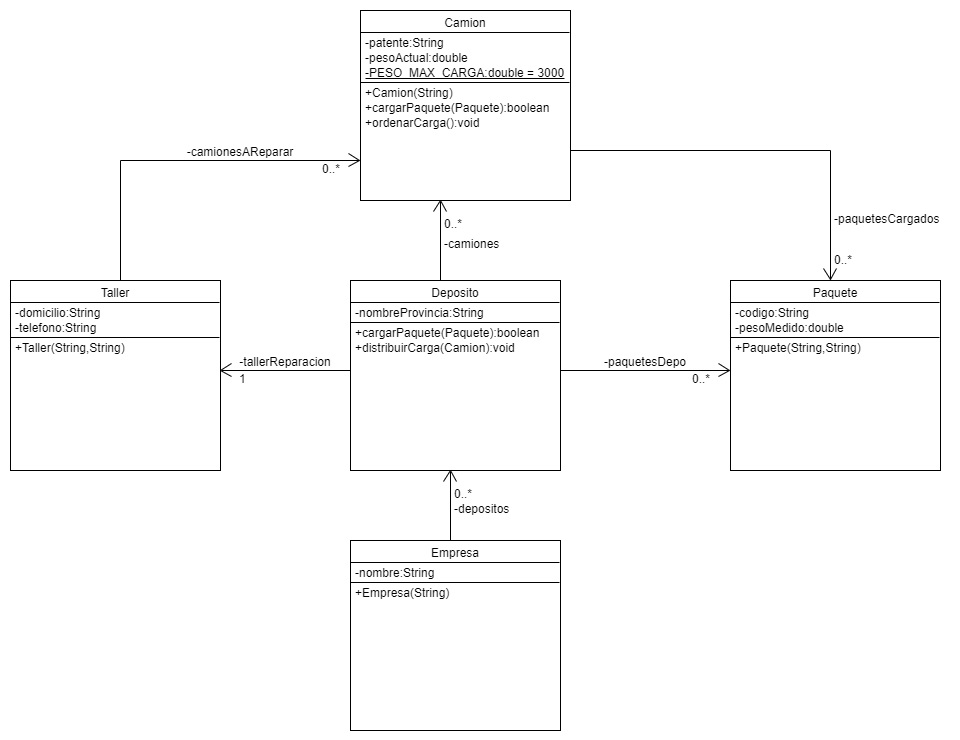 Camion
-patente:String
-pesoActual:double
-PESO_MAX_CARGA:double = 3000
+Camion(String)
+cargarPaquete(Paquete):boolean
+ordenarCarga():void
-camionesAReparar
0..*
-paquetesCargados
0..*
0..*
-camiones
Taller
-domicilio:String
-telefono:String
+Taller(String,String)
Deposito
-nombreProvincia:String
+cargarPaquete(Paquete):boolean
+distribuirCarga(Camion):void
Paquete
-codigo:String
-pesoMedido:double
+Paquete(String,String)
-tallerReparacion
1
-paquetesDepo
0..*
0..*
-depositos
Empresa
-nombre:String
+Empresa(String)